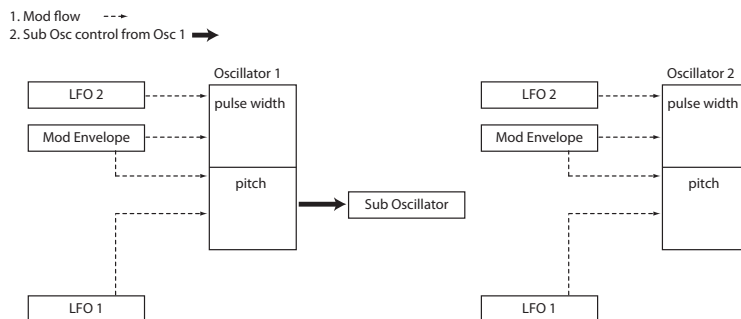 1. Mod flow
2. Sub Osc control from Osc 1
Oscillator 1
LFO 2
pulse width
Mod Envelope
pitch
Sub Oscillator
LFO 1
Oscillator 2
LFO 2
pulse width
Mod Envelope
pitch
LFO 1